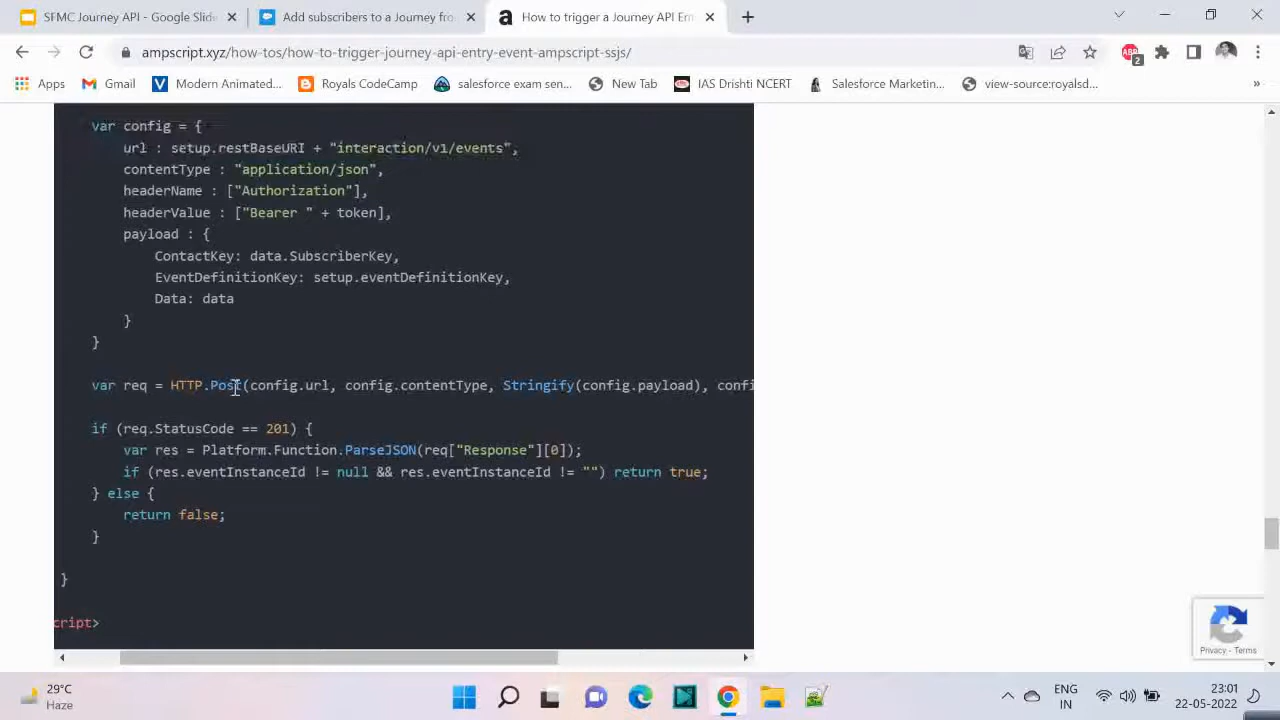 SFMC Journey API - Google Slide
Add subscribers to a Journey fro
How to trigger a Journey API En
ampscript.xyz/how-tos/how-to-trigger-journey-api-entry-event-ampscript-ssjs/
ABP
2
Apps
Gmail
Modern Animated...
Royals CodeCamp
salesforce exam sen...
New Tab
IAS Drishti NCERT
Salesforce Marketin...
view-source:royalsd...
»
var config = {
url : setup.restBaseURI + "interaction/v1/events",
contentType : "application/json",
headerName : ["Authorization"],
headerValue : ["Bearer " + token],
payload : {
ContactKey: data.SubscriberKey,
EventDefinitionKey: setup.eventDefinitionKey,
Data: data
}
}
var req = HTTP.Post(config.url, config.contentType, Stringify(config.payload), confi
if (req.StatusCode == 201) {
var res = Platform.Function.ParseJSON(req["Response"][0]);
if (res.eventInstanceId != null && res.eventInstanceId != "") return true;
} else {
return false;
}
}
cript>
Privacy - Terms
29°C
Haze
ENG
IN
23:01
22-05-2022